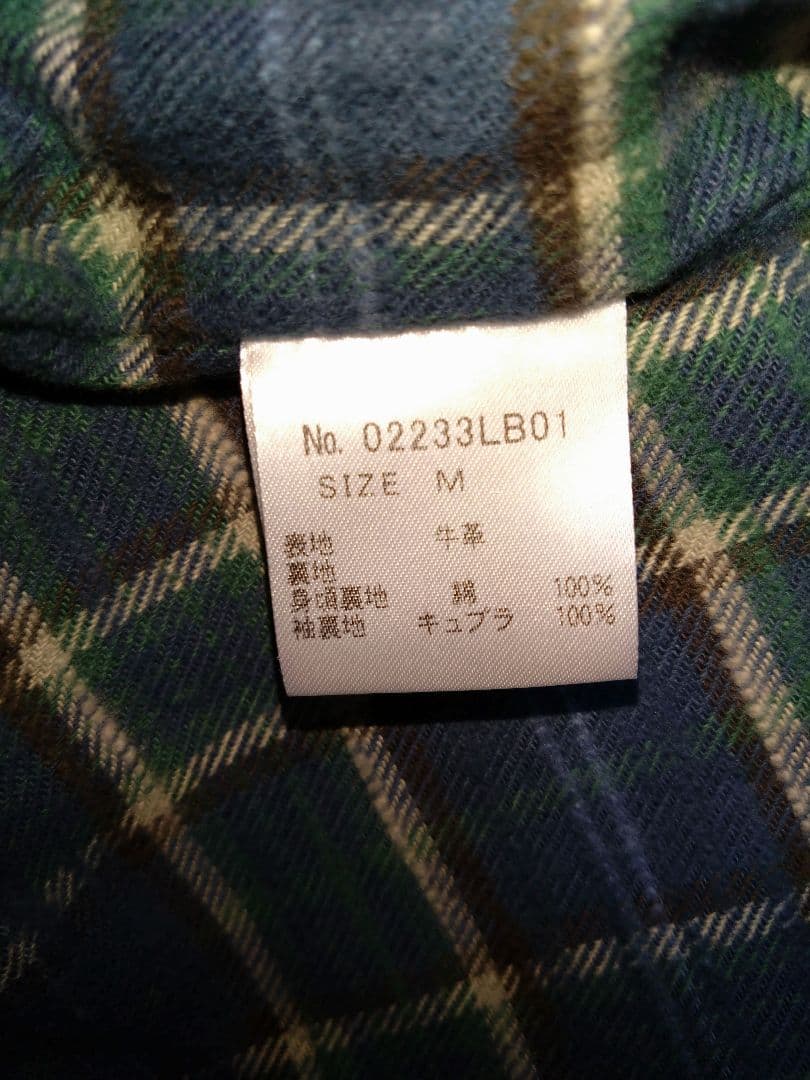 No. 02233LB01
SIZE M
表地 牛革
裏地
身頃裏地 綿 100%
袖裏地 キュプラ 100%